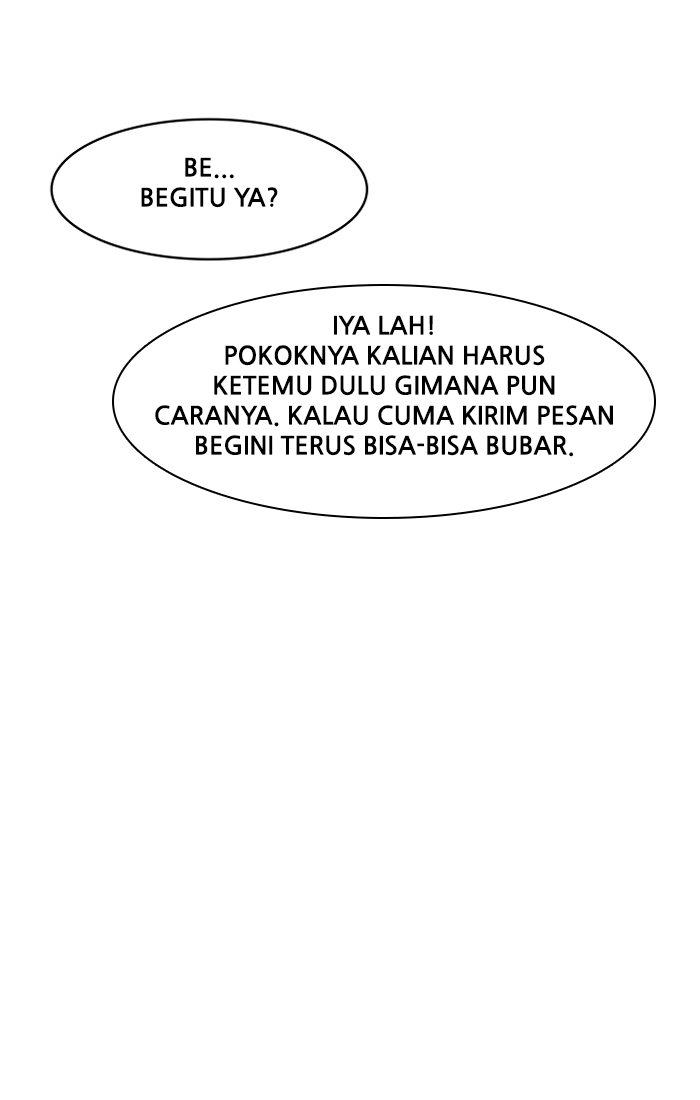 BE...
BEGITU YA?
IYA LAH!
POKOKNYA KALIAN HARUS
KETEMU DULU GIMANA PUN
CARANYA. KALAU CUMA KIRIM PESAN
BEGINI TERUS BISA-BISA BUBAR.